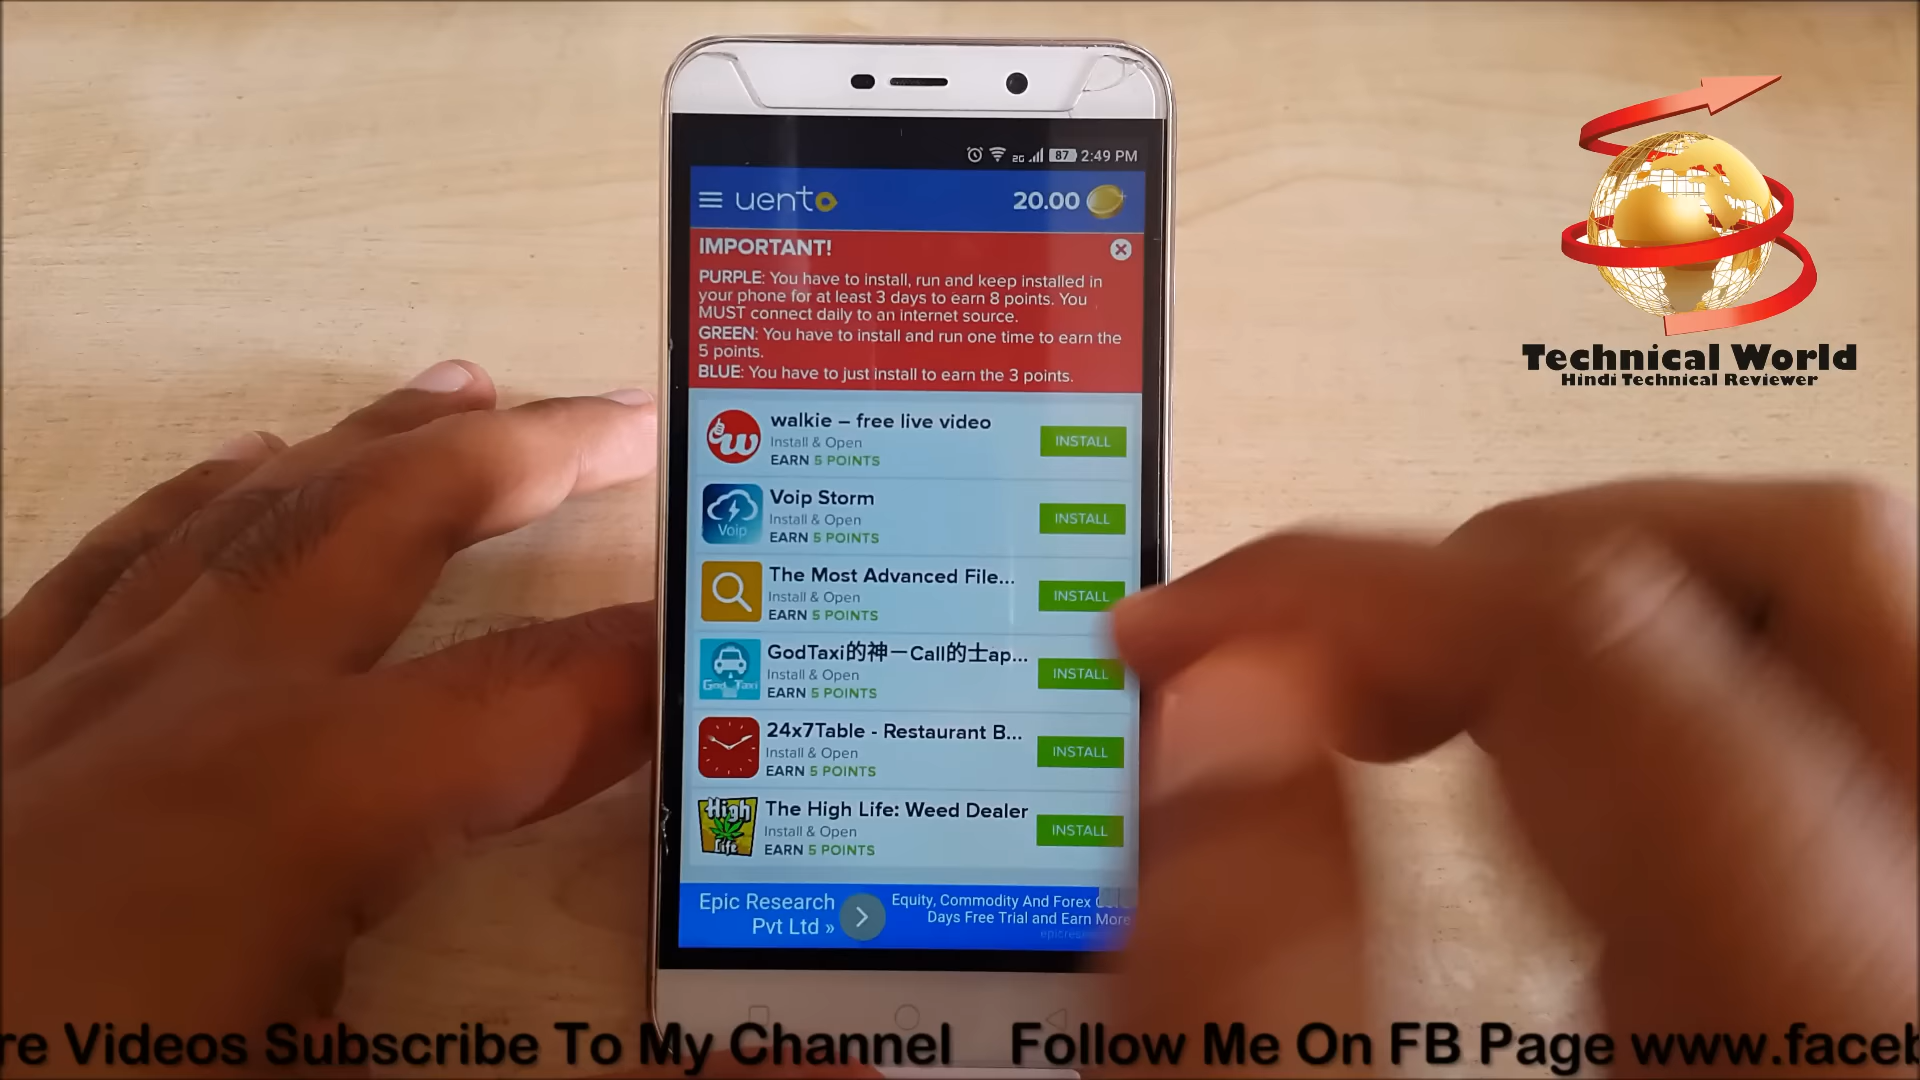 2G 87 2:49 PM
uento 20.00
IMPORTANT!
PURPLE: You have to install, run and keep installed in
your phone for at least 3 days to earn 8 points. You
MUST connect daily to an internet source.
GREEN: You have to install and run one time to earn the
5 points.
BLUE: You have to just install to earn the 3 points.
w
walkie – free live video
Install & Open
EARN 5 POINTS
INSTALL
Voip
Voip Storm
Install & Open
EARN 5 POINTS
INSTALL
The Most Advanced File...
Install & Open
EARN 5 POINTS
INSTALL
God Taxi
GodTaxi的神－Call的士ap...
Install & Open
EARN 5 POINTS
INSTALL
24x7Table - Restaurant B...
Install & Open
EARN 5 POINTS
INSTALL
High
Life
The High Life: Weed Dealer
Install & Open
EARN 5 POINTS
INSTALL
Epic Research
Pvt Ltd »
Equity, Commodity And Forex
Days Free Trial and Earn More
Technical World
Hindi Technical Reviewer
re Videos Subscribe To My Channel Follow Me On FB Page www.faceb